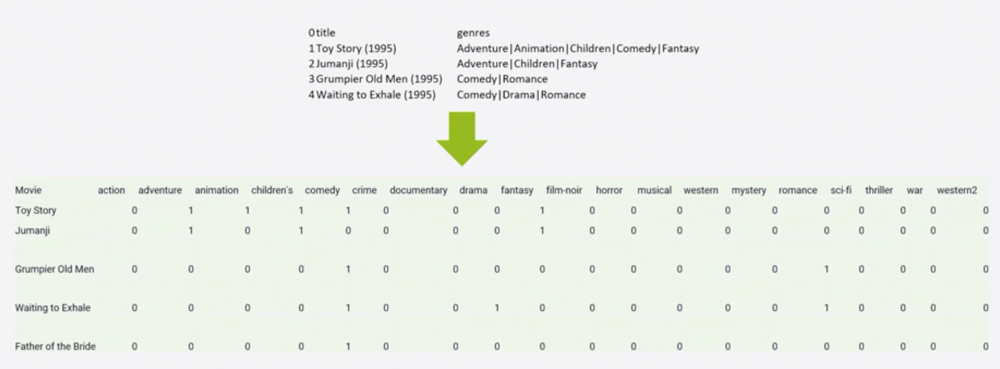 0 title genres
1 Toy Story (1995) Adventure|Animation|Children|Comedy|Fantasy
2 Jumanji (1995) Adventure|Children|Fantasy
3 Grumpier Old Men (1995) Comedy|Romance
4 Waiting to Exhale (1995) Comedy|Drama|Romance
Movie action adventure animation children's comedy crime documentary drama fantasy film-noir horror musical western mystery romance sci-fi thriller war western2
Toy Story 0 1 1 1 1 0 0 0 1 0 0 0 0 0 0 0 0 0 0
Jumanji 0 1 0 1 0 0 0 0 1 0 0 0 0 0 0 0 0 0 0
Grumpier Old Men 0 0 0 0 1 0 0 0 0 0 0 0 0 0 1 0 0 0 0
Waiting to Exhale 0 0 0 0 1 0 0 1 0 0 0 0 0 0 1 0 0 0 0
Father of the Bride 0 0 0 0 1 0 0 0 0 0 0 0 0 0 0 0 0 0 0